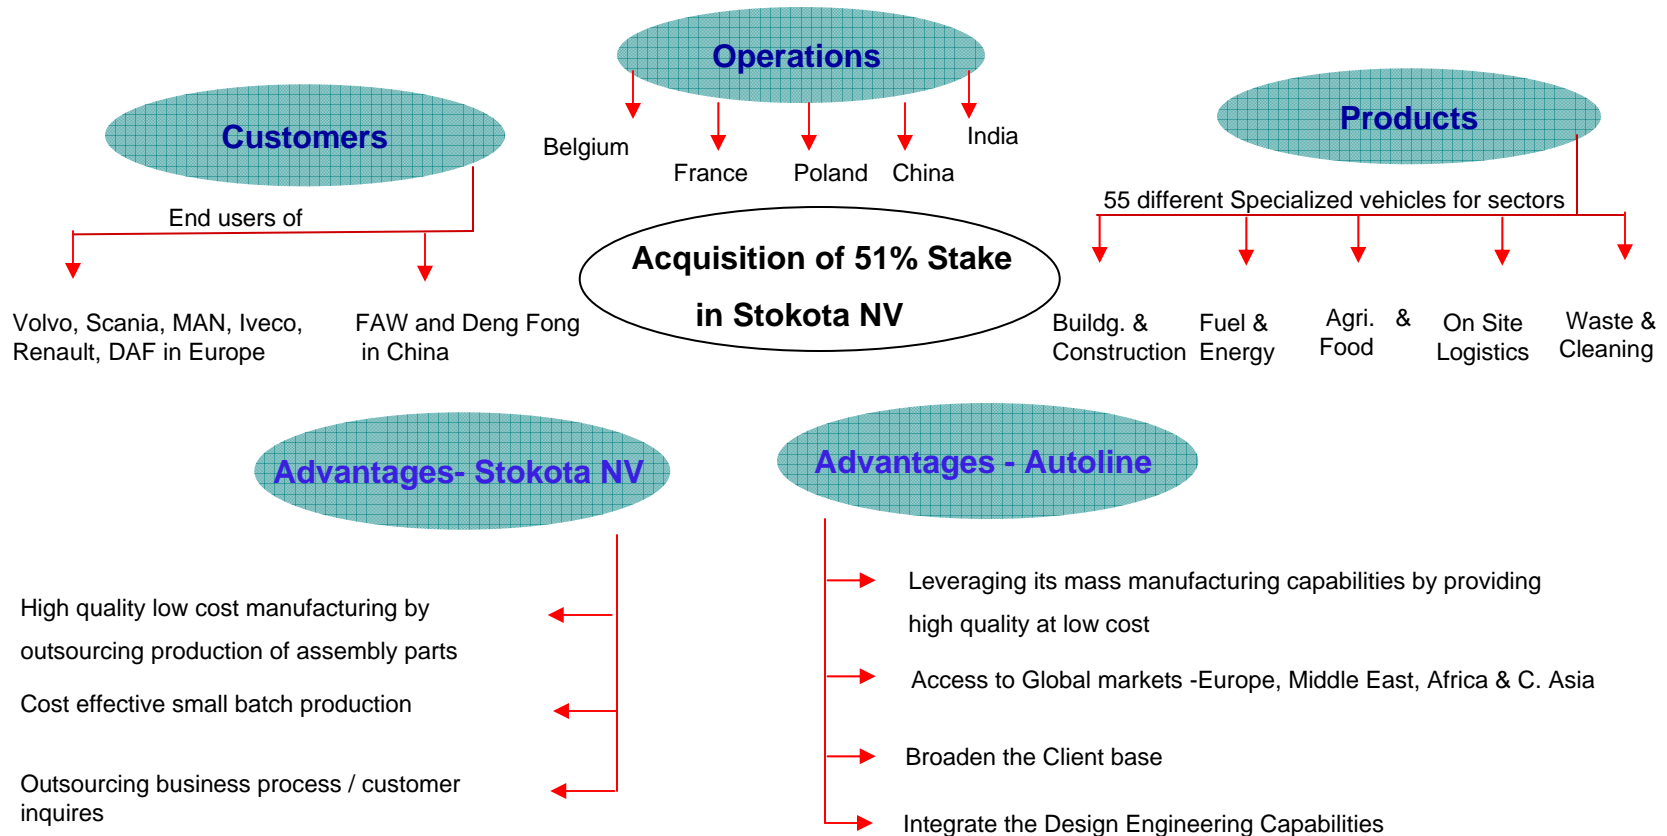 Operations
Belgium
France
Poland
China
India
Customers
End users of
Volvo, Scania, MAN, Iveco,
Renault, DAF in Europe
FAW and Deng Fong
in China
Acquisition of 51% Stake
in Stokota NV
Products
55 different Specialized vehicles for sectors
Buildg. &
Construction
Fuel &
Energy
Agri. &
Food
On Site
Logistics
Waste &
Cleaning
Advantages- Stokota NV
High quality low cost manufacturing by
outsourcing production of assembly parts
Cost effective small batch production
Outsourcing business process / customer
inquires
Advantages - Autoline
Leveraging its mass manufacturing capabilities by providing
high quality at low cost
Access to Global markets -Europe, Middle East, Africa & C. Asia
Broaden the Client base
Integrate the Design Engineering Capabilities